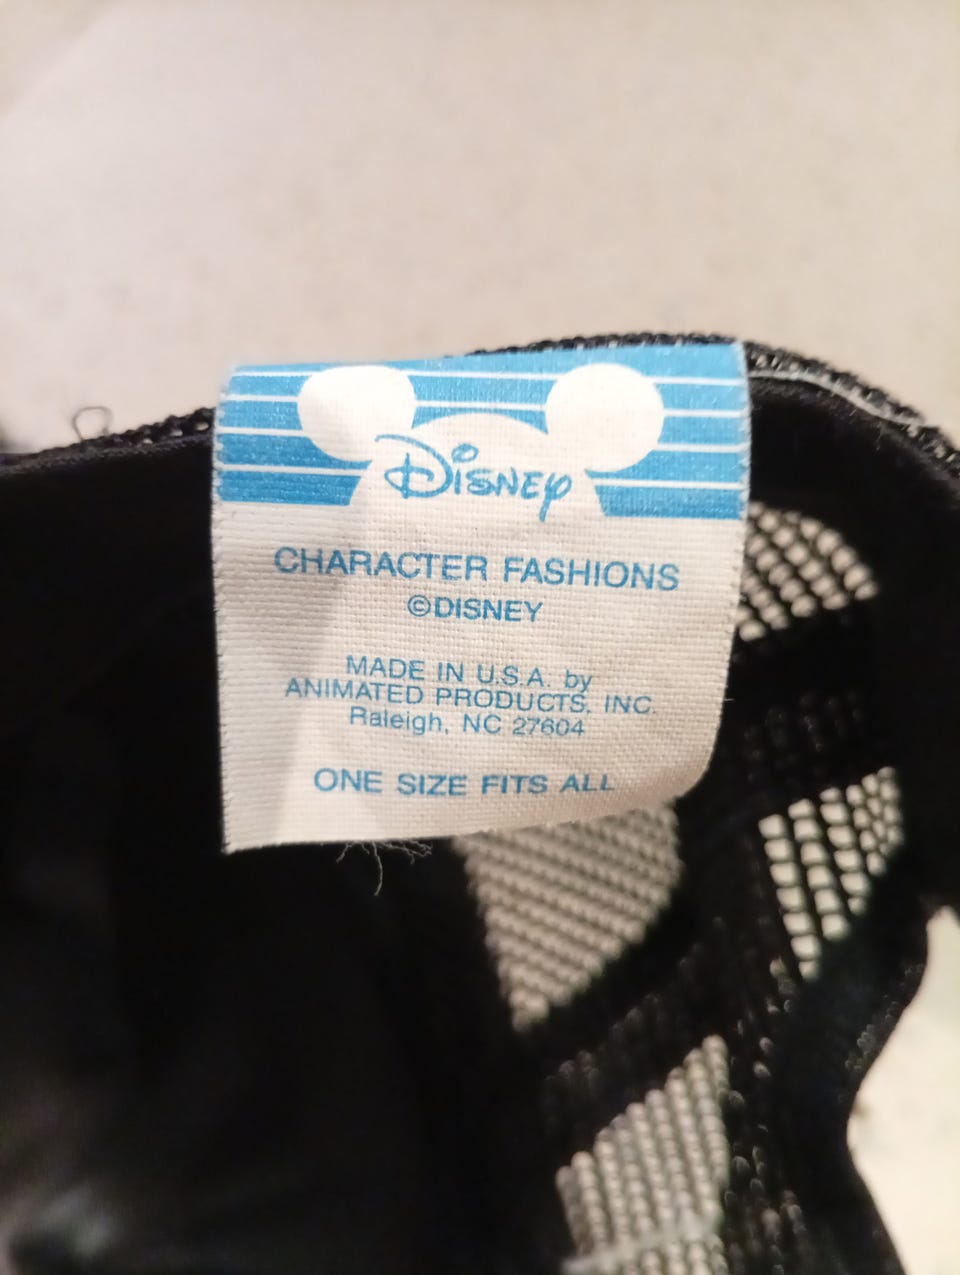 Disney
CHARACTER FASHIONS
©DISNEY
MADE IN U.S.A. by
ANIMATED PRODUCTS, INC.
Raleigh, NC 27604
ONE SIZE FITS ALL